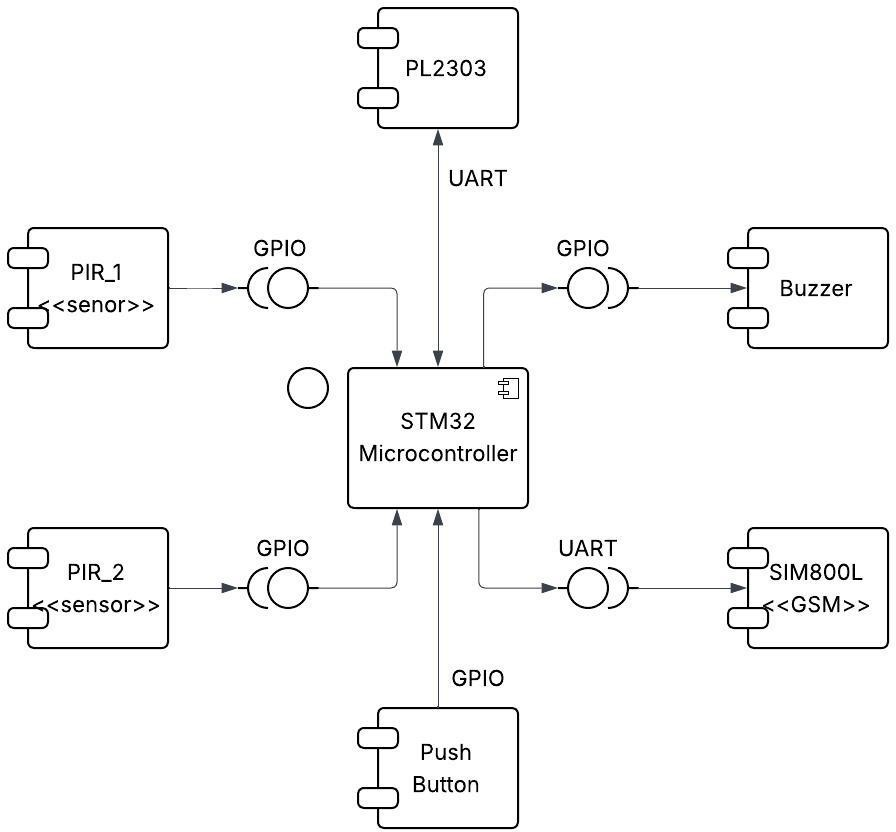 PL2303
UART
GPIO
GPIO
PIR_1
<<senor>>
Buzzer
STM32
Microcontroller
GPIO
UART
PIR_2
<<sensor>>
SIM800L
<<GSM>>
GPIO
Push
Button